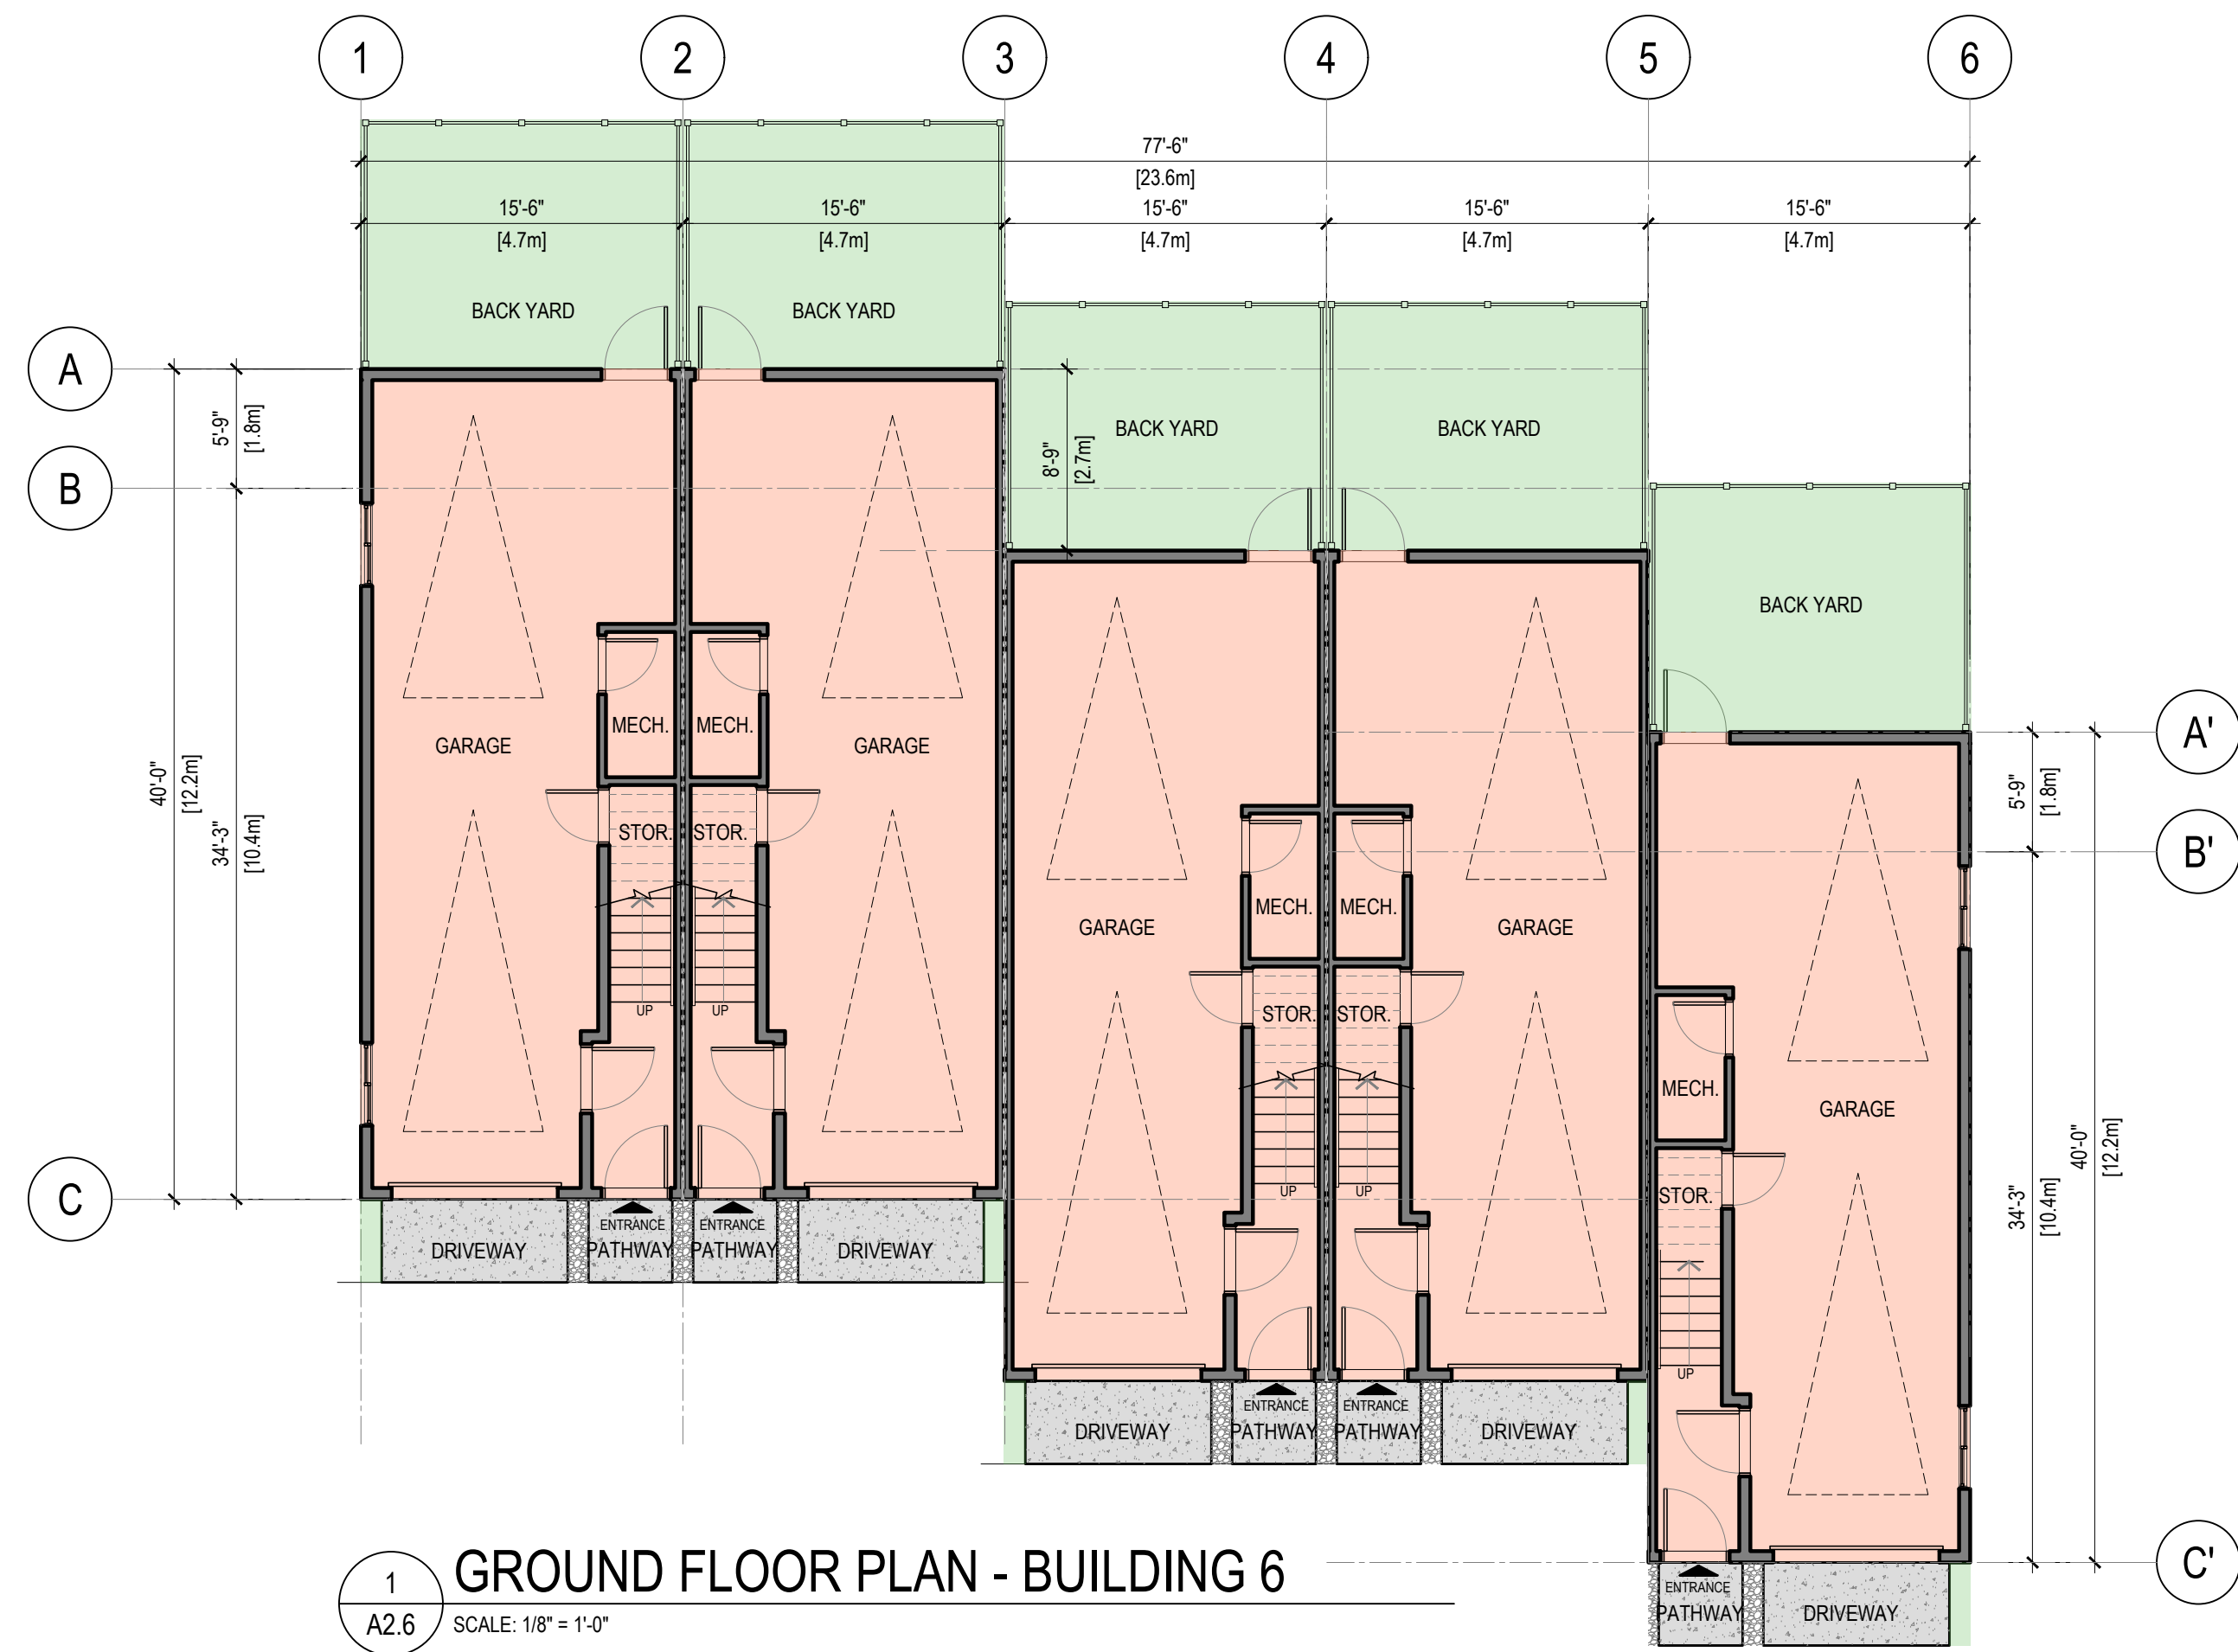 1 2 3 4 5 6
77'-6"
[23.6m]
15'-6" 15'-6" 15'-6" 15'-6" 15'-6"
[4.7m] [4.7m] [4.7m] [4.7m] [4.7m]
BACK YARD BACK YARD
A
5'-9"
[1.8m]
BACK YARD BACK YARD
8'-9"
[2.7m]
B
BACK YARD
MECH. MECH.
GARAGE GARAGE
A'
5'-9"
[1.8m]
40'-0"
[12.2m]
34'-3"
[10.4m]
STOR. STOR.
B'
MECH. MECH.
GARAGE GARAGE
UP UP
STOR. STOR.
MECH.
GARAGE
40'-0"
[12.2m]
34'-3"
[10.4m]
C
UP UP
STOR.
ENTRANCE ENTRANCE
DRIVEWAY PATHWAY PATHWAY DRIVEWAY
UP
ENTRANCE ENTRANCE
DRIVEWAY PATHWAY PATHWAY DRIVEWAY
C'
1
A2.6
GROUND FLOOR PLAN - BUILDING 6
SCALE: 1/8" = 1'-0"
ENTRANCE
PATHWAY DRIVEWAY